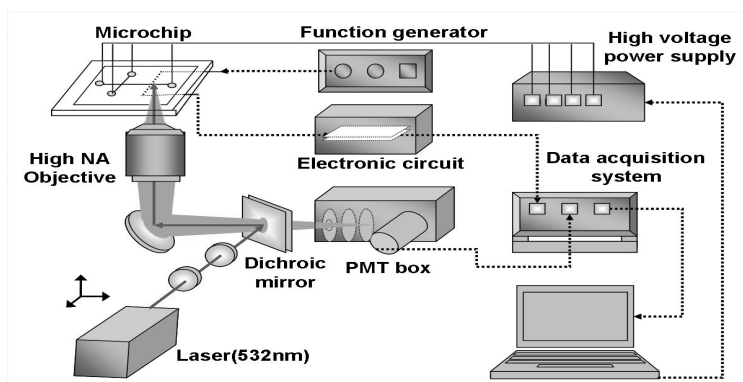 Microchip
Function generator
High voltage
power supply
High NA
Objective
Electronic circuit
Data acquisition
system
Dichroic
mirror
PMT box
Laser(532nm)